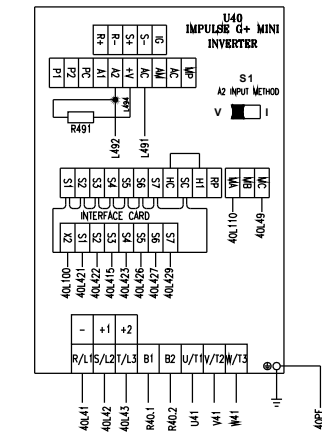 U40
IMPULSE G+ MINI
INVERTER
R+ R- S+ S- IG
P1 P2 PC A1 A2 +V AC AM AC MP
S1
A2 INPUT METHOD
V I
R491
L494
L492
L491
S1 S2 S3 S4 S5 S6 S7 HC SC H1 RP
MA MB MC
INTERFACE CARD
X2 S1 S2 S3 S4 S5 S6 S7
40L110
40L49
40L100
40L421
40L422
40L415
40L423
40L426
40L427
40L429
- +1 +2
R/L1 S/L2 T/L3 B1 B2 U/T1 V/T2 W/T3
40L41
40L42
40L43
R40.1
R40.2
U41
V41
W41
40PE